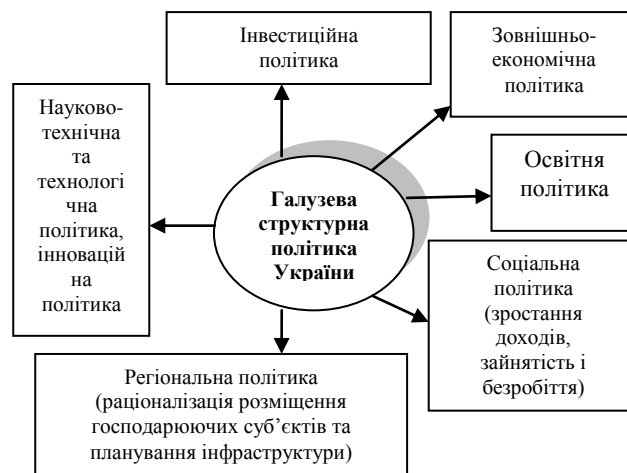 Інвестиційна
політика
Зовнішньо-
економічна
політика
Науково-
технічна
та
технологі
чна
політика,
інновацій
на
політика
Освітня
політика
Галузева
структурна
політика
України
Соціальна
політика
(зростання
доходів,
зайнятість і
безробіття)
Регіональна політика
(раціоналізація розміщення
господарюючих суб’єктів та
планування інфраструктури)